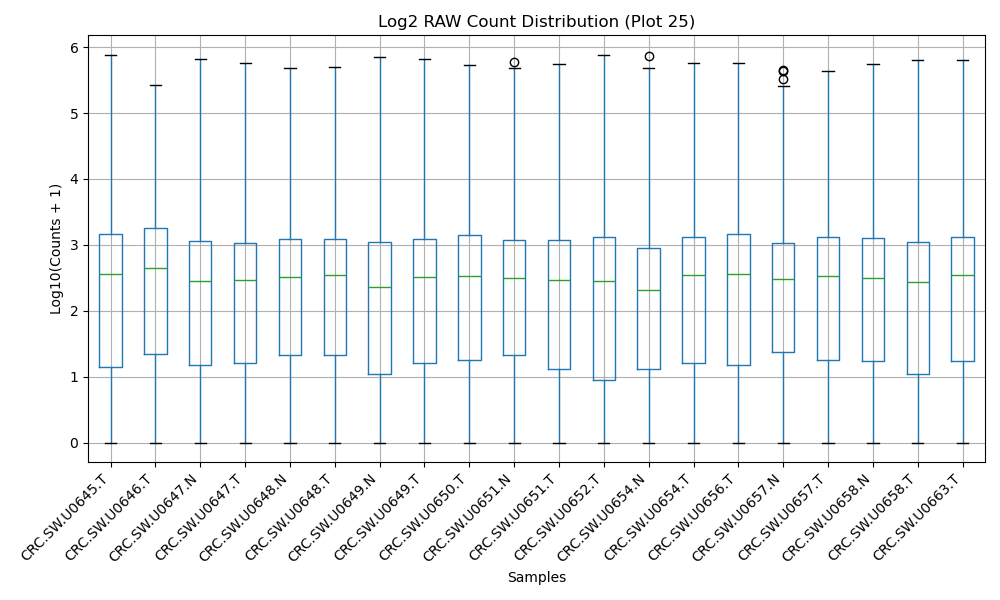 Log2 RAW Count Distribution (Plot 25)
Log10(Counts + 1)
6
5
4
3
2
1
0
CRC.SW.U0645.T
CRC.SW.U0646.T
CRC.SW.U0647.N
CRC.SW.U0647.T
CRC.SW.U0648.N
CRC.SW.U0648.T
CRC.SW.U0649.N
CRC.SW.U0649.T
CRC.SW.U0650.T
CRC.SW.U0651.N
CRC.SW.U0651.T
CRC.SW.U0652.T
CRC.SW.U0654.N
CRC.SW.U0654.T
CRC.SW.U0656.T
CRC.SW.U0657.N
CRC.SW.U0657.T
CRC.SW.U0658.N
CRC.SW.U0658.T
CRC.SW.U0663.T
Samples